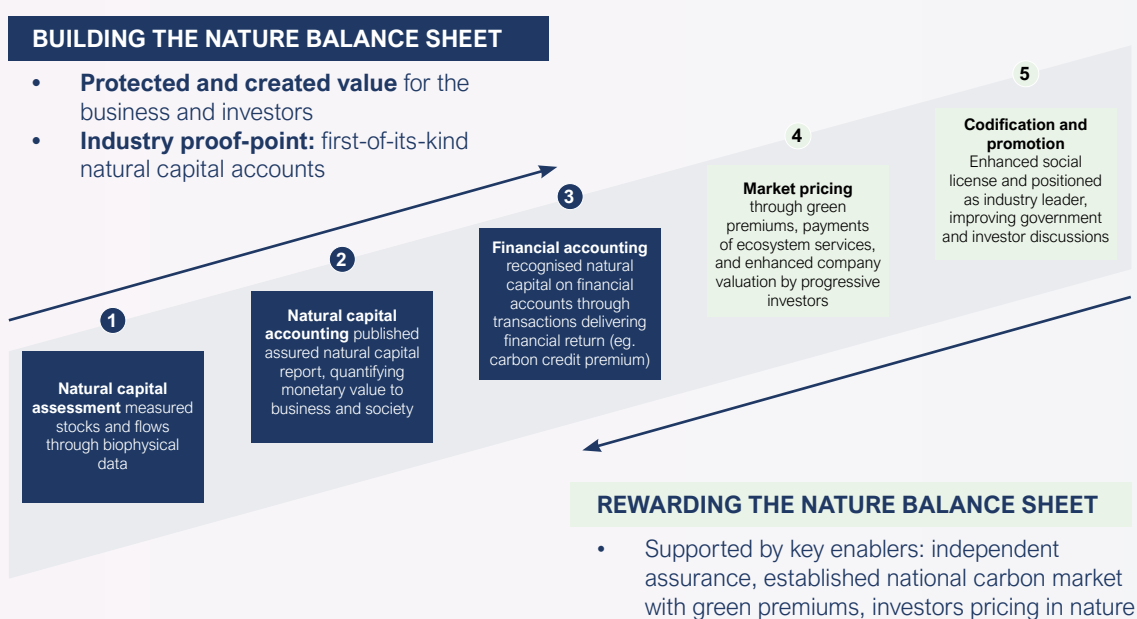 BUILDING THE NATURE BALANCE SHEET
• Protected and created value for the
business and investors
• Industry proof-point: first-of-its-kind
natural capital accounts
1
Natural capital
assessment measured
stocks and flows
through biophysical
data
2
Natural capital
accounting published
assured natural capital
report, quantifying
monetary value to
business and society
3
Financial accounting
recognised natural
capital on financial
accounts through
transactions delivering
financial return (eg.
carbon credit premium)
4
Market pricing
through green
premiums, payments
of ecosystem services,
and enhanced company
valuation by progressive
investors
5
Codification and
promotion
Enhanced social
license and positioned
as industry leader,
improving government
and investor discussions
REWARDING THE NATURE BALANCE SHEET
• Supported by key enablers: independent
assurance, established national carbon market
with green premiums, investors pricing in nature